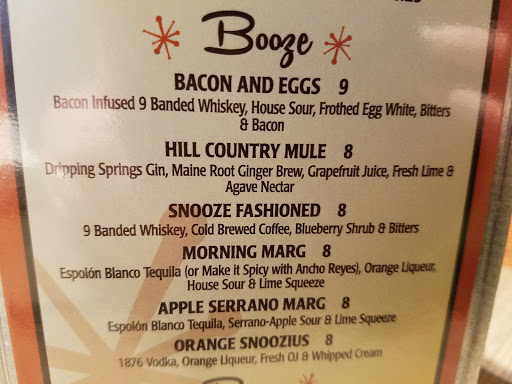 Booze
BACON AND EGGS 9
Bacon Infused 9 Banded Whiskey, House Sour, Frothed Egg White, Bitters
& Bacon
HILL COUNTRY MULE 8
Dripping Springs Gin, Maine Root Ginger Brew, Grapefruit Juice, Fresh Lime &
Agave Nectar
SNOOZE FASHIONED 8
9 Banded Whiskey, Cold Brewed Coffee, Blueberry Shrub & Bitters
MORNING MARG 8
Espolón Blanco Tequila (or Make it Spicy with Ancho Reyes), Orange Liqueur,
House Sour & Lime Squeeze
APPLE SERRANO MARG 8
Espolón Blanco Tequila, Serrano-Apple Sour & Lime Squeeze
ORANGE SNOOZIUS 8
1876 Vodka, Orange Liqueur, Fresh OJ & Whipped Cream